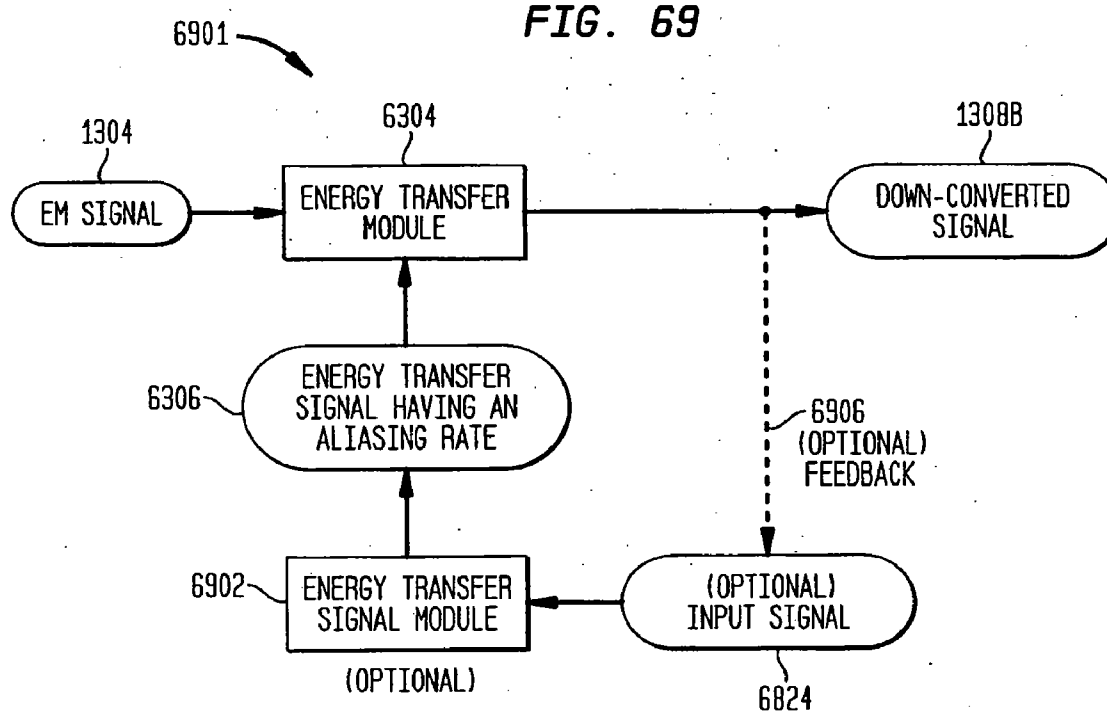 FIG. 69
6901
1304
EM SIGNAL
6304
ENERGY TRANSFER
MODULE
1308B
DOWN-CONVERTED
SIGNAL
6306
ENERGY TRANSFER
SIGNAL HAVING AN
ALIASING RATE
6906
(OPTIONAL)
FEEDBACK
6902
ENERGY TRANSFER
SIGNAL MODULE
(OPTIONAL)
(OPTIONAL)
INPUT SIGNAL
6824